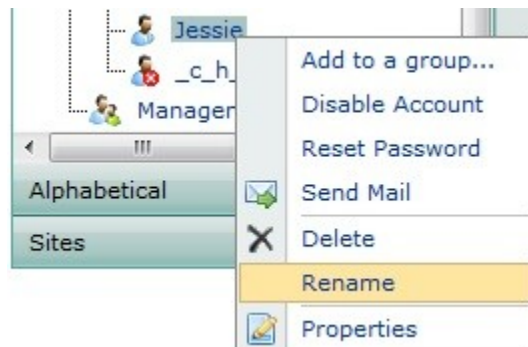 Jessie
_c_h_
Manager
Alphabetical
Sites
Add to a group...
Disable Account
Reset Password
Send Mail
Delete
Rename
Properties